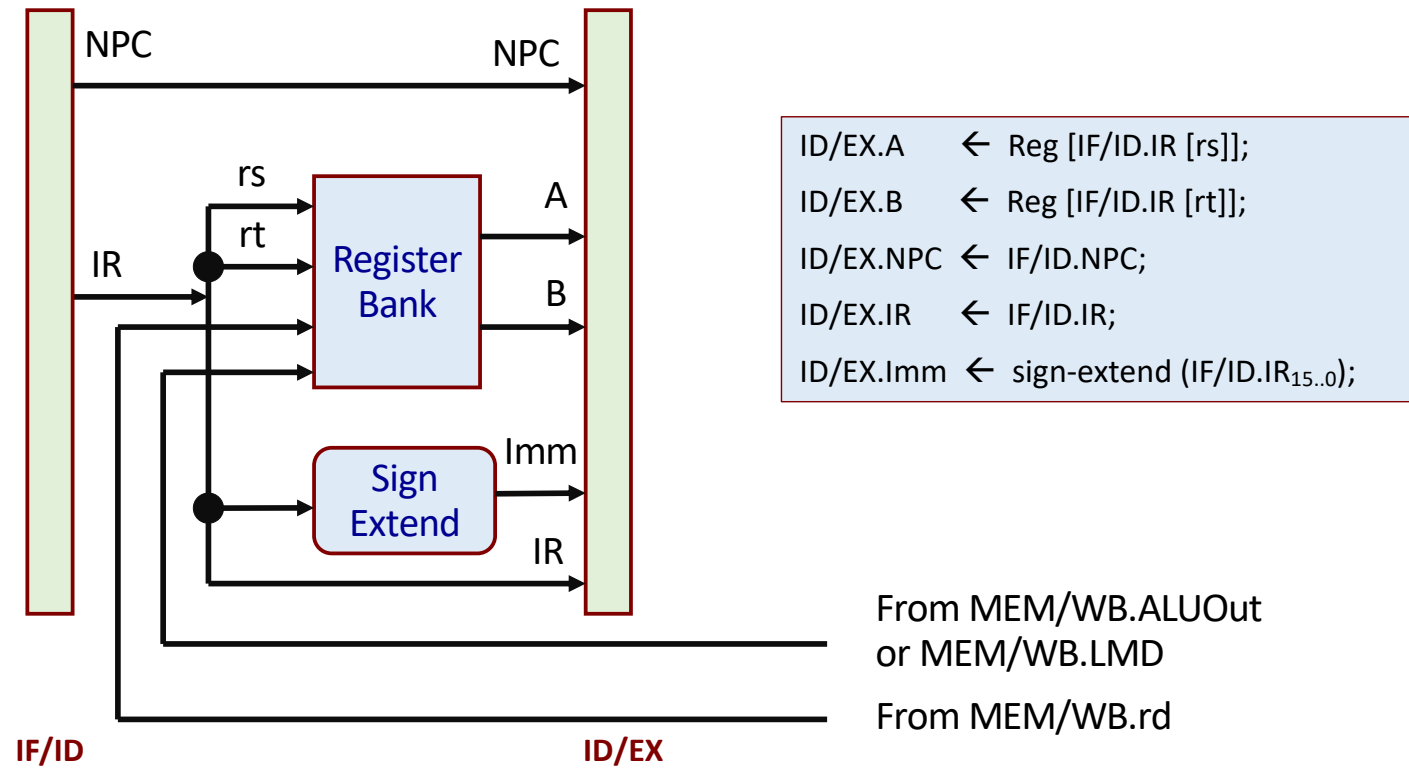 NPC
NPC
rs
rt
IR
Register
Bank
A
B
Sign
Extend
Imm
IR
ID/EX.A ← Reg [IF/ID.IR [rs]];
ID/EX.B ← Reg [IF/ID.IR [rt]];
ID/EX.NPC ← IF/ID.NPC;
ID/EX.IR ← IF/ID.IR;
ID/EX.Imm ← sign-extend (IF/ID.IR₁₅..₀);
From MEM/WB.ALUOut
or MEM/WB.LMD
From MEM/WB.rd
IF/ID
ID/EX